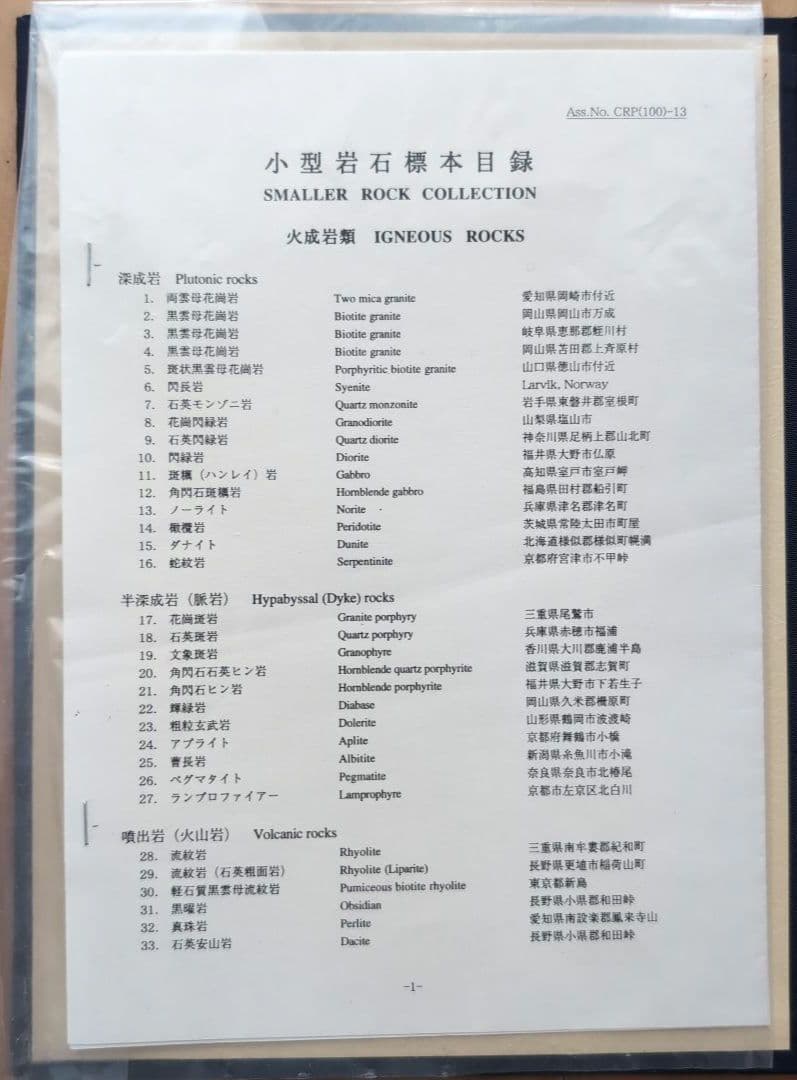 Ass.No. CRP(100)-13
小型岩石標本目録
SMALLER ROCK COLLECTION
火成岩類 IGNEOUS ROCKS
深成岩 Plutonic rocks
1. 両雲母花崗岩 Two mica granite 愛知県岡崎市付近
2. 黒雲母花崗岩 Biotite granite 岡山県岡山市万成
3. 黒雲母花崗岩 Biotite granite 岐阜県恵那郡蛭川村
4. 黒雲母花崗岩 Biotite granite 岡山県苫田郡上斉原村
5. 斑状黒雲母花崗岩 Porphyritic biotite granite 山口県徳山市付近
6. 閃長岩 Syenite Larvik, Norway
7. 石英モンゾニ岩 Quartz monzonite 岩手県東磐井郡室根町
8. 花崗閃緑岩 Granodiorite 山梨県塩山市
9. 石英閃緑岩 Quartz diorite 神奈川県足柄上郡山北町
10. 閃緑岩 Diorite 福井県大野市仏原
11. 斑糲（ハンレイ）岩 Gabbro 高知県室戸市室戸岬
12. 角閃石斑糲岩 Hornblende gabbro 福島県田村郡船引町
13. ノーライト Norite 兵庫県津名郡津名町
14. 橄欖岩 Peridotite 茨城県常陸太田市町屋
15. ダナイト Dunite 北海道様似郡様似町幌満
16. 蛇紋岩 Serpentinite 京都府宮津市不甲峠
半深成岩（脈岩） Hypabyssal (Dyke) rocks
17. 花崗斑岩 Granite porphyry 三重県尾鷲市
18. 石英斑岩 Quartz porphyry 兵庫県赤穂市福浦
19. 文象斑岩 Granophyre 香川県大川郡鹿浦半島
20. 角閃石石英ヒン岩 Hornblende quartz porphyrite 滋賀県滋賀郡志賀町
21. 角閃石ヒン岩 Hornblende porphyrite 福井県大野市下若生子
22. 輝緑岩 Diabase 岡山県久米郡柵原町
23. 粗粒玄武岩 Dolerite 山形県鶴岡市波渡崎
24. アプライト Aplite 京都府舞鶴市小橋
25. 曹長岩 Albitite 新潟県糸魚川市小滝
26. ペグマタイト Pegmatite 奈良県奈良市北椿尾
27. ランプロファイアー Lamprophyre 京都市左京区北白川
噴出岩（火山岩） Volcanic rocks
28. 流紋岩 Rhyolite 三重県南牟婁郡紀和町
29. 流紋岩（石英粗面岩） Rhyolite (Liparite) 長野県更埴市稲荷山町
30. 軽石質黒雲母流紋岩 Pumiceous biotite rhyolite 東京都新島
31. 黒曜岩 Obsidian 長野県小県郡和田峠
32. 真珠岩 Perlite 愛知県南設楽郡鳳来寺山
33. 石英安山岩 Dacite 長野県小県郡和田峠
-1-